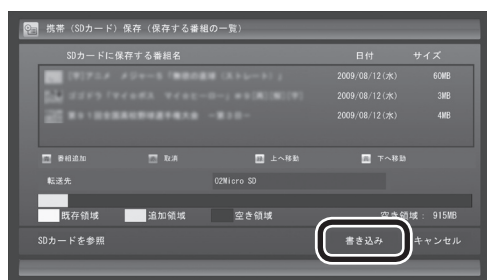 携帯（SDカード）保存（保存する番組の一覧）
SDカードに保存する番組名 日付 サイズ
2009/08/12(水) 60MB
2009/08/12(水) 3MB
2009/08/12(水) 4MB
番組追加 取消 上へ移動 下へ移動
転送先 O2Micro SD
既存領域 追加領域 空き領域 空き領域： 915MB
SDカードを参照 書き込み キャンセル